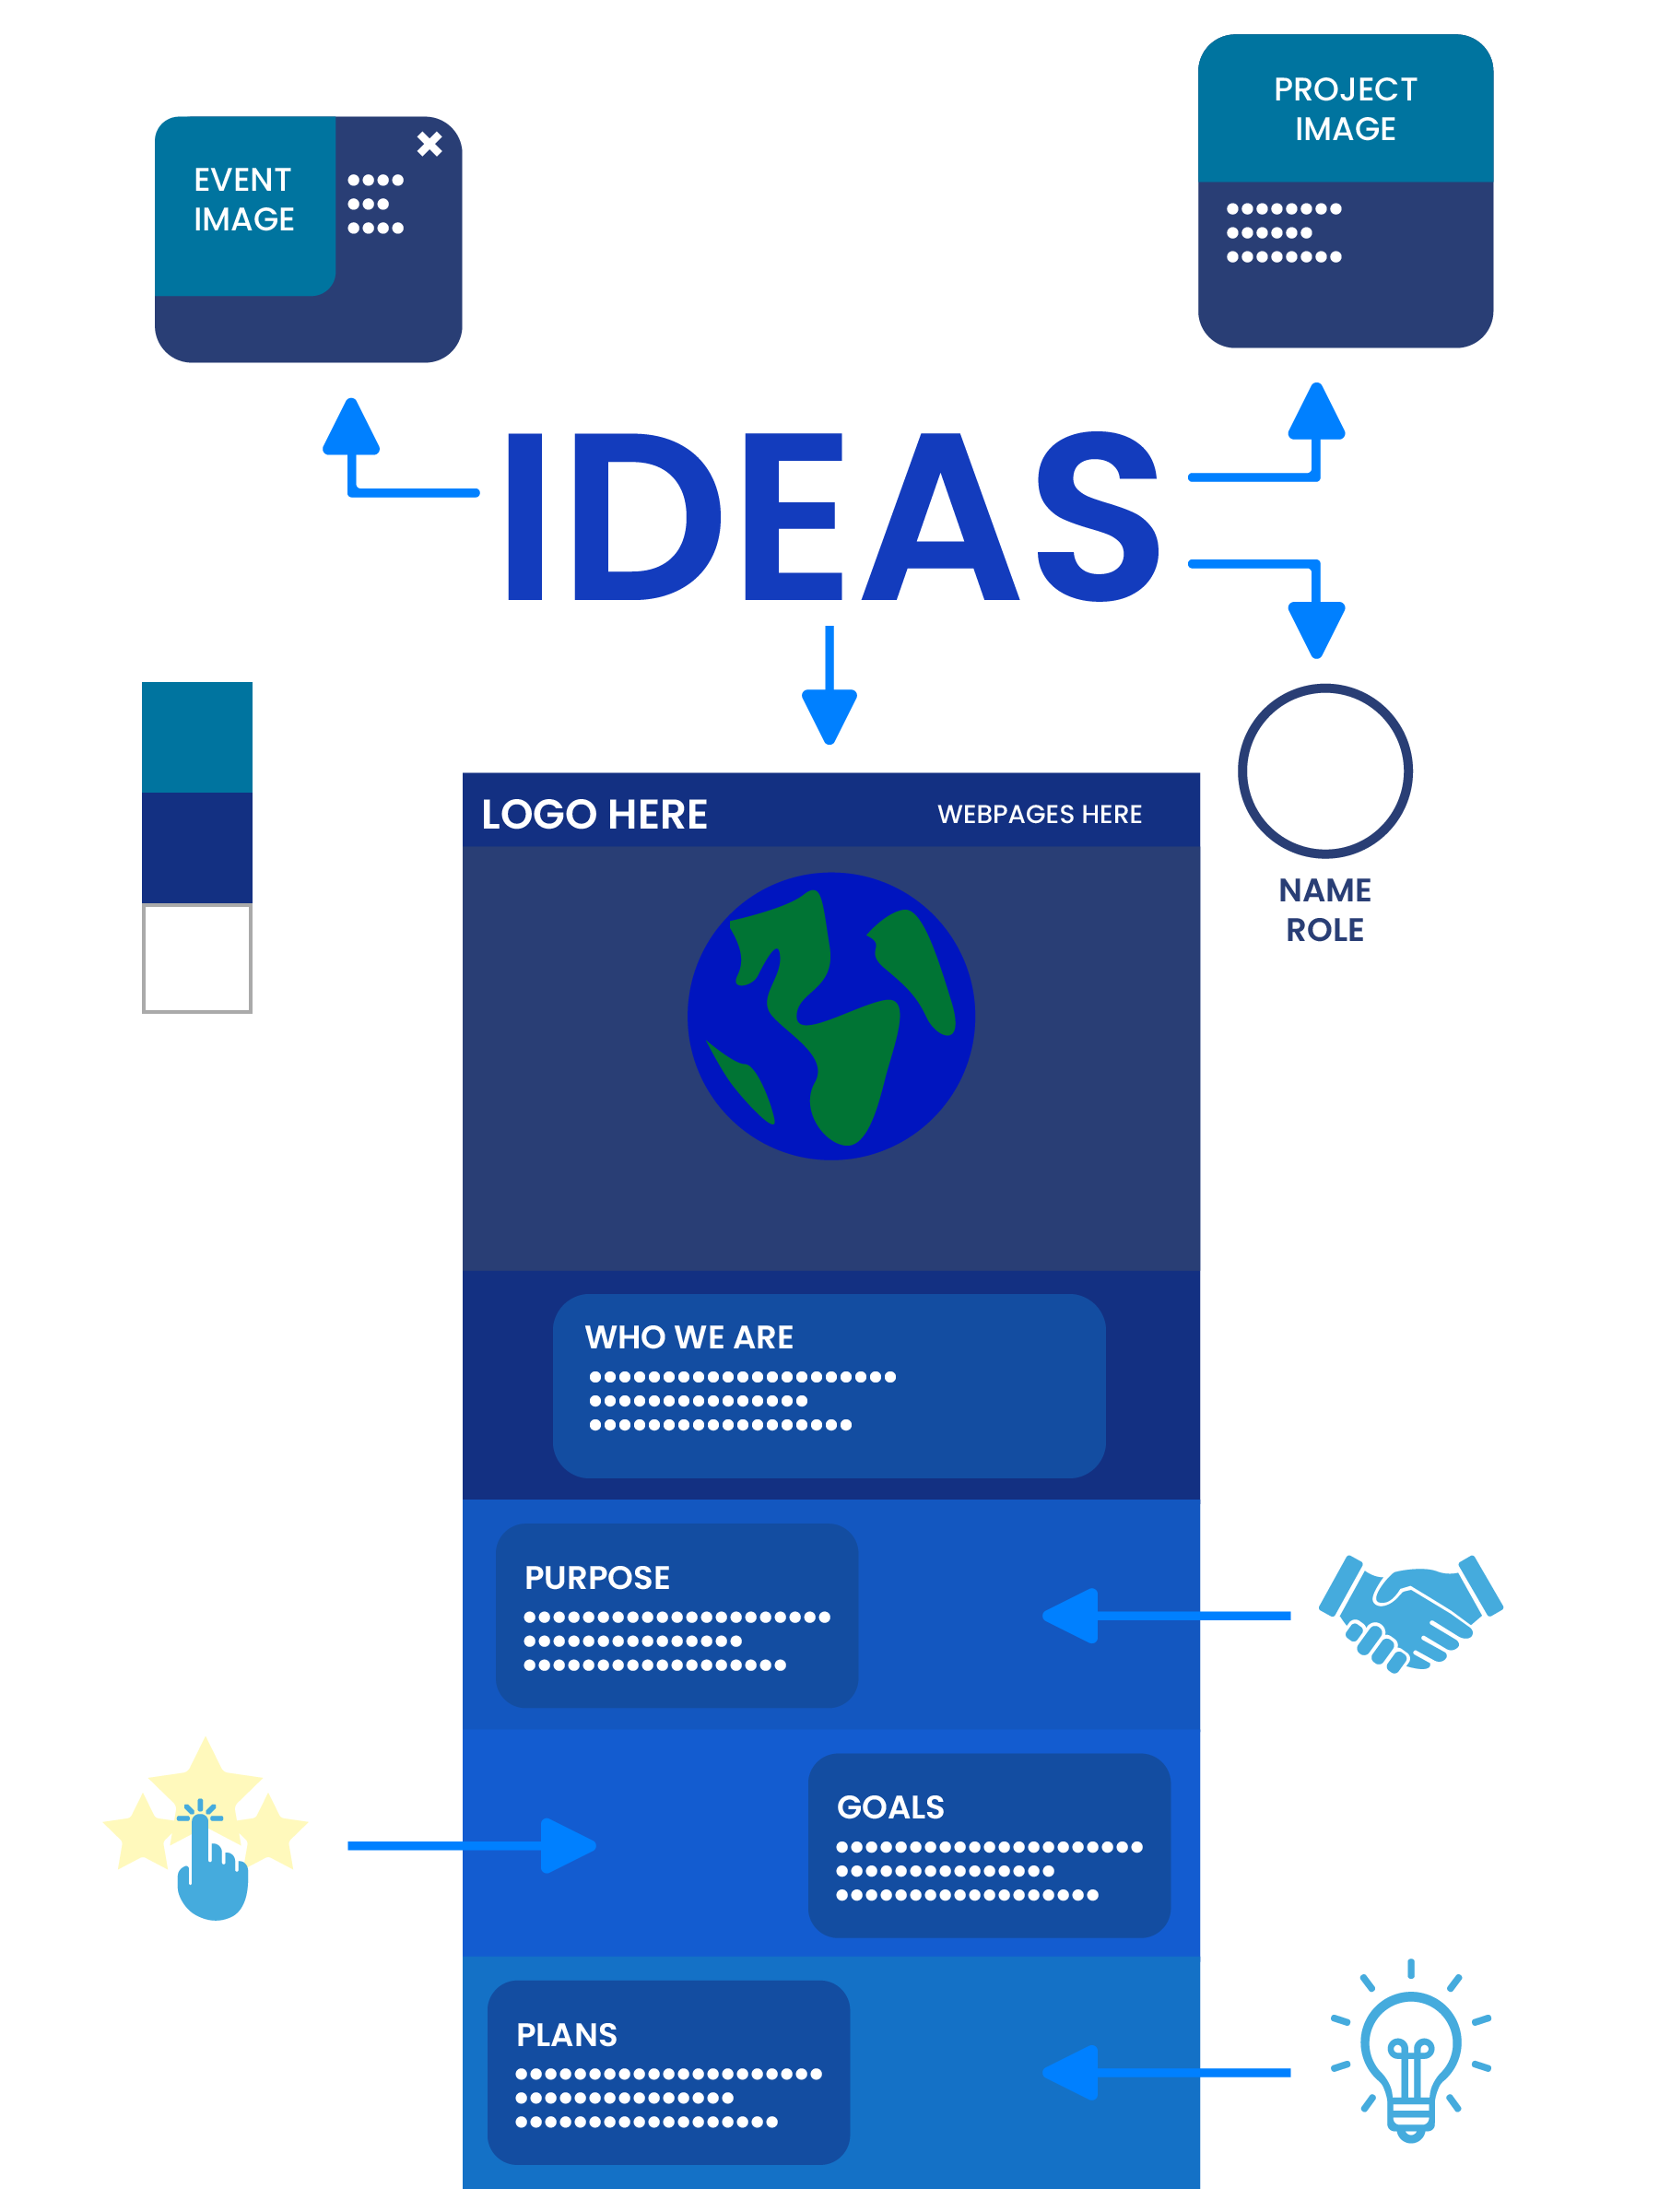 PROJECT
IMAGE
EVENT
IMAGE
IDEAS
LOGO HERE
WEBPAGES HERE
NAME
ROLE
WHO WE ARE
PURPOSE
GOALS
PLANS